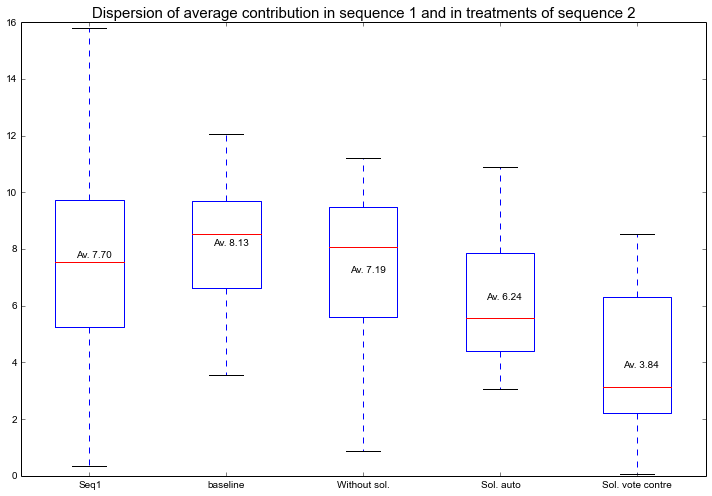 Dispersion of average contribution in sequence 1 and in treatments of sequence 2
16
14
12
10
8
6
4
2
0
Av. 7.70
Av. 8.13
Av. 7.19
Av. 6.24
Av. 3.84
Seq1
baseline
Without sol.
Sol. auto
Sol. vote contre